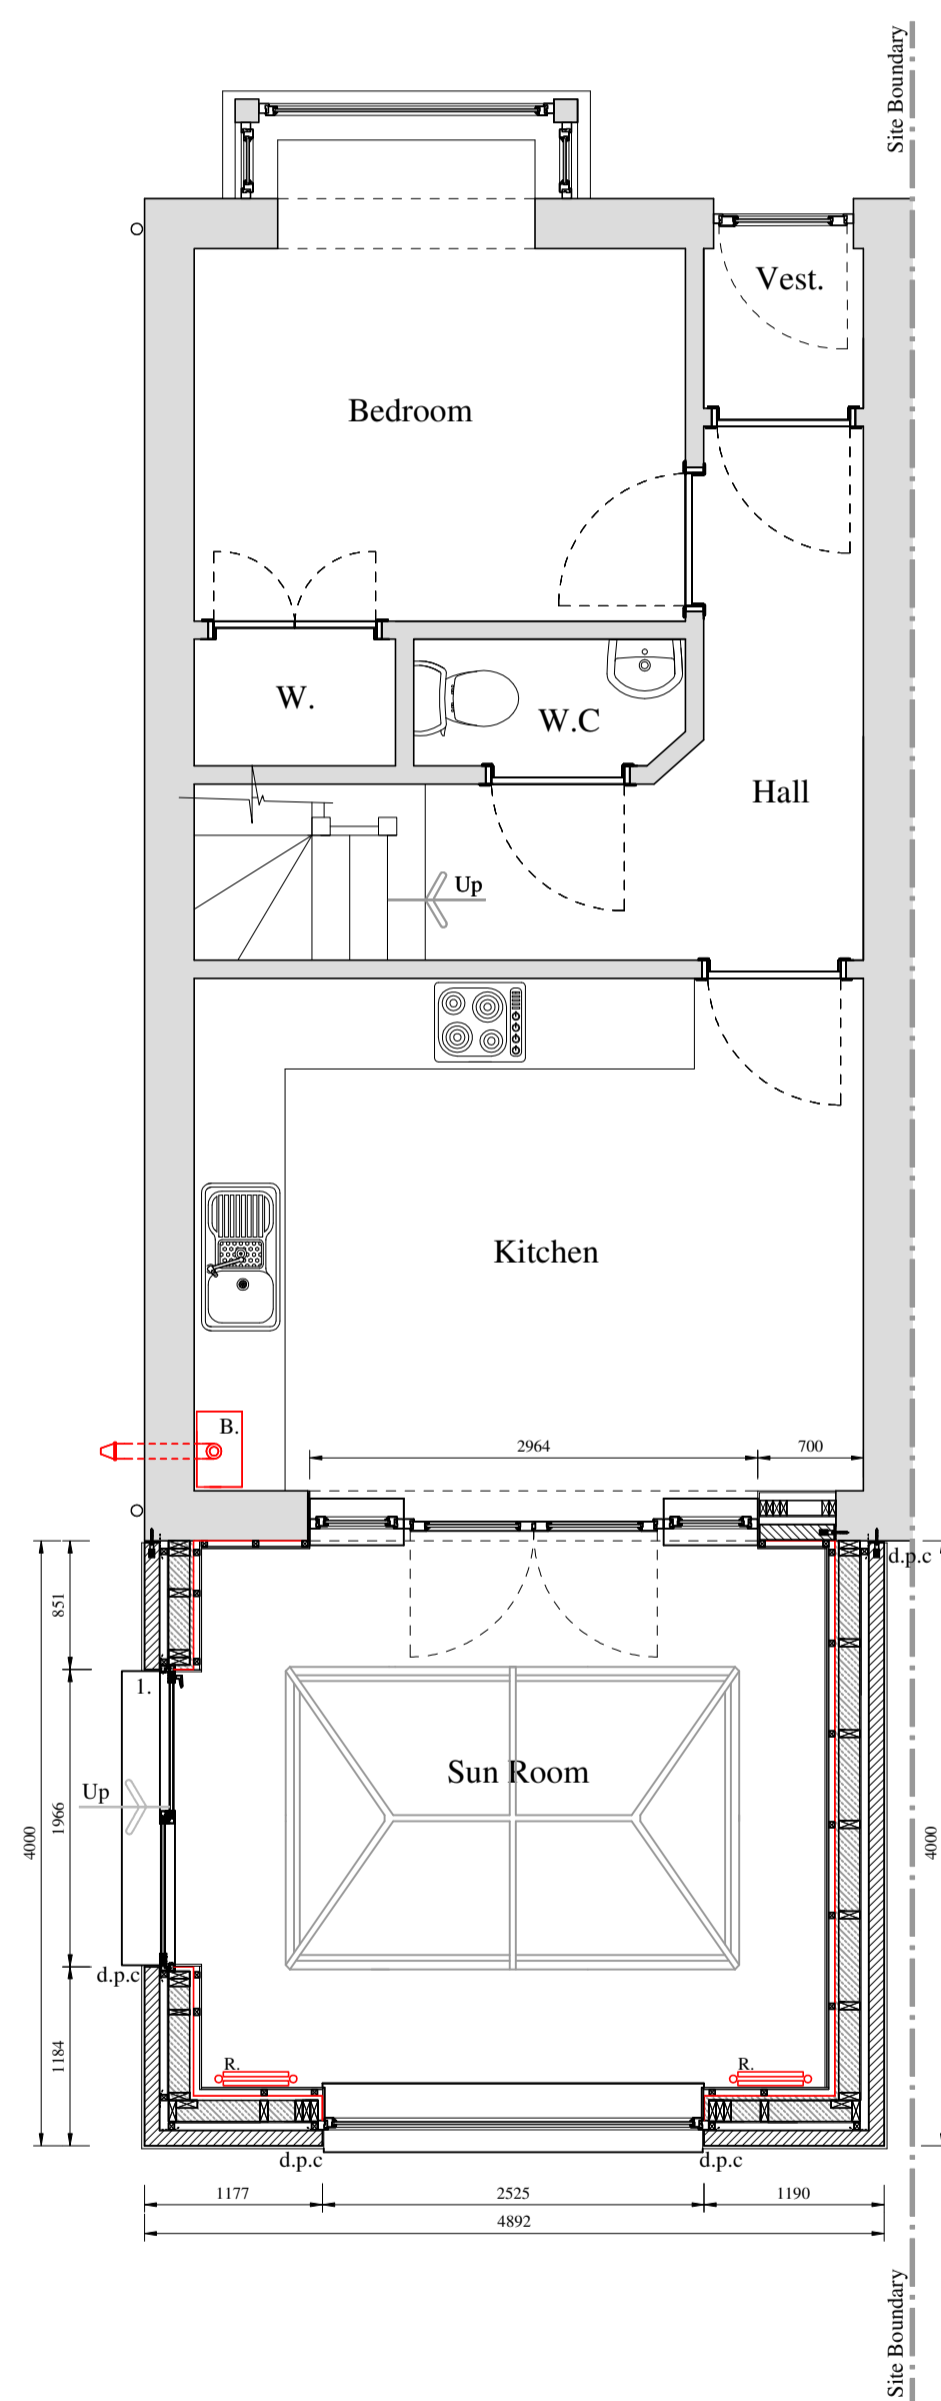 Site Boundary
Vest.
Bedroom
W.
W.C
Hall
Up
Kitchen
B.
2964
700
d.p.c
851
1.
Sun Room
Up
1966
4000
4000
d.p.c
1184
R.
R.
d.p.c
d.p.c
1177
2525
1190
4892
Site Boundary